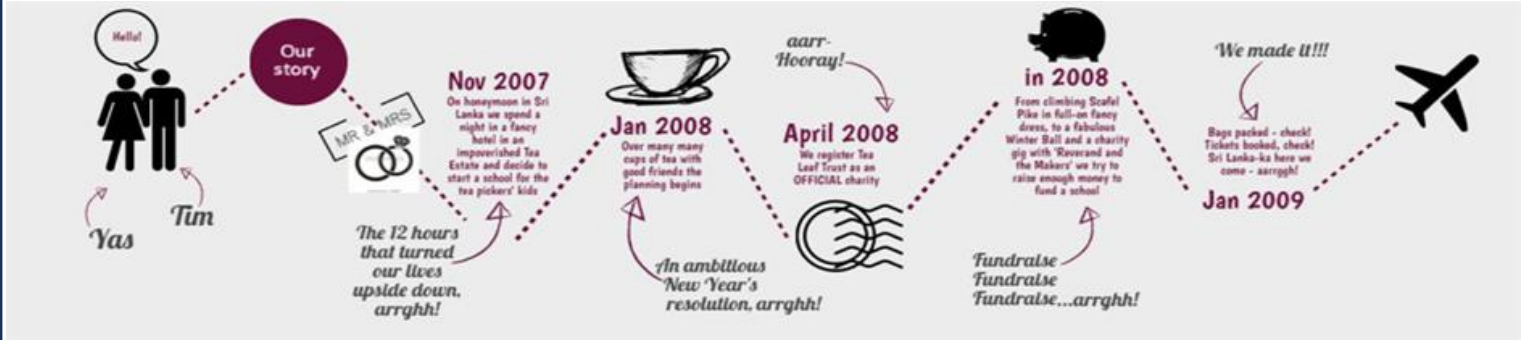 Hello!
Our
story
Yas
Tim
MR & MRS
Nov 2007
On honeymoon in Sri
Lanka we spend a
night in a fancy
hotel in an
impoverished Tea
Estate and decide to
start a school for the
tea pickers' kids
The 12 hours
that turned
our lives
upside down,
arrghh!
Jan 2008
Over many many
cups of tea with
good friends the
planning begins
An ambitious
New Year's
resolution, arrghh!
aarr-
Hooray!
April 2008
We register Tea
Leaf Trust as an
OFFICIAL charity
in 2008
From climbing Scafel
Pike in full-on fancy
dress, to a fabulous
Winter Ball and a charity
gig with 'Reverand and
the Makers' we try to
raise enough money to
fund a school
Fundraise
Fundraise
Fundraise...arrghh!
We made it!!!
Bags packed - check!
Tickets booked, check!
Sri Lanka-ka here we
come - aarrggh!
Jan 2009